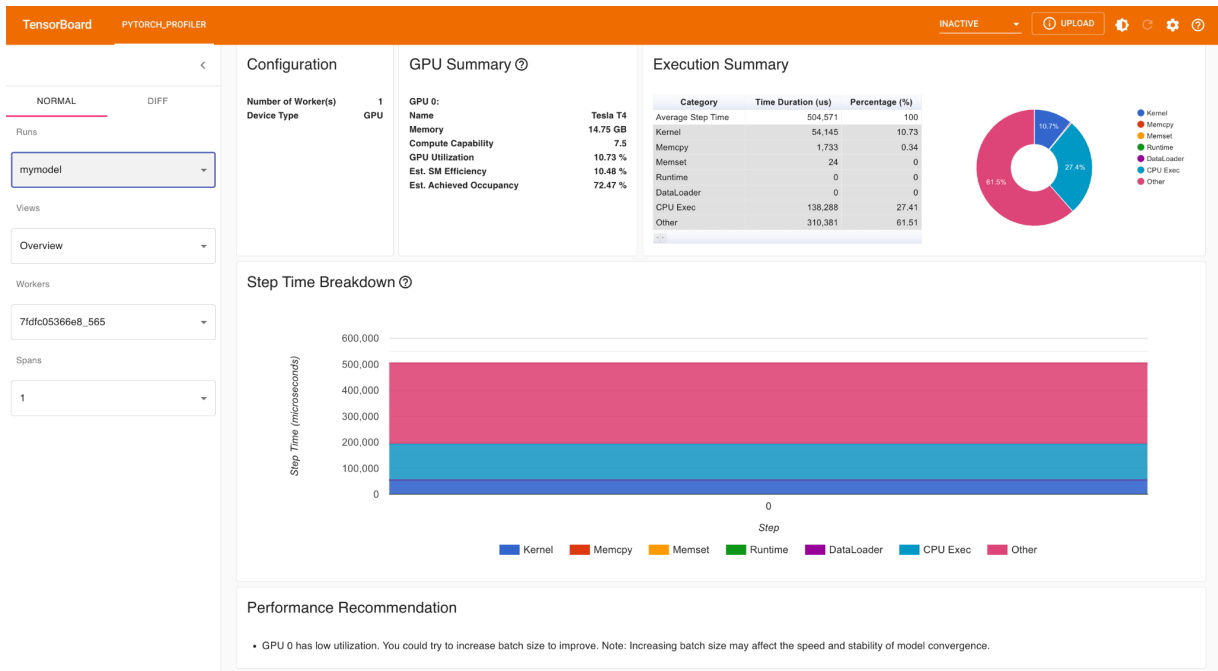 TensorBoard PYTORCH_PROFILER INACTIVE UPLOAD
NORMAL DIFF
Runs
mymodel
Views
Overview
Workers
7fdfc05366e8_565
Spans
1
Configuration
Number of Worker(s) 1
Device Type GPU
GPU Summary
GPU 0:
Name Tesla T4
Memory 14.75 GB
Compute Capability 7.5
GPU Utilization 10.73 %
Est. SM Efficiency 10.48 %
Est. Achieved Occupancy 72.47 %
Execution Summary
Category Time Duration (us) Percentage (%)
Average Step Time 504,571 100
Kernel 54,145 10.73
Memcpy 1,733 0.34
Memset 24 0
Runtime 0 0
DataLoader 0 0
CPU Exec 138,288 27.41
Other 310,381 61.51
10.7%
27.4%
61.5%
Kernel
Memcpy
Memset
Runtime
DataLoader
CPU Exec
Other
Step Time Breakdown
Step Time (microseconds)
600,000
500,000
400,000
300,000
200,000
100,000
0
0
Step
Kernel Memcpy Memset Runtime DataLoader CPU Exec Other
Performance Recommendation
• GPU 0 has low utilization. You could try to increase batch size to improve. Note: Increasing batch size may affect the speed and stability of model convergence.